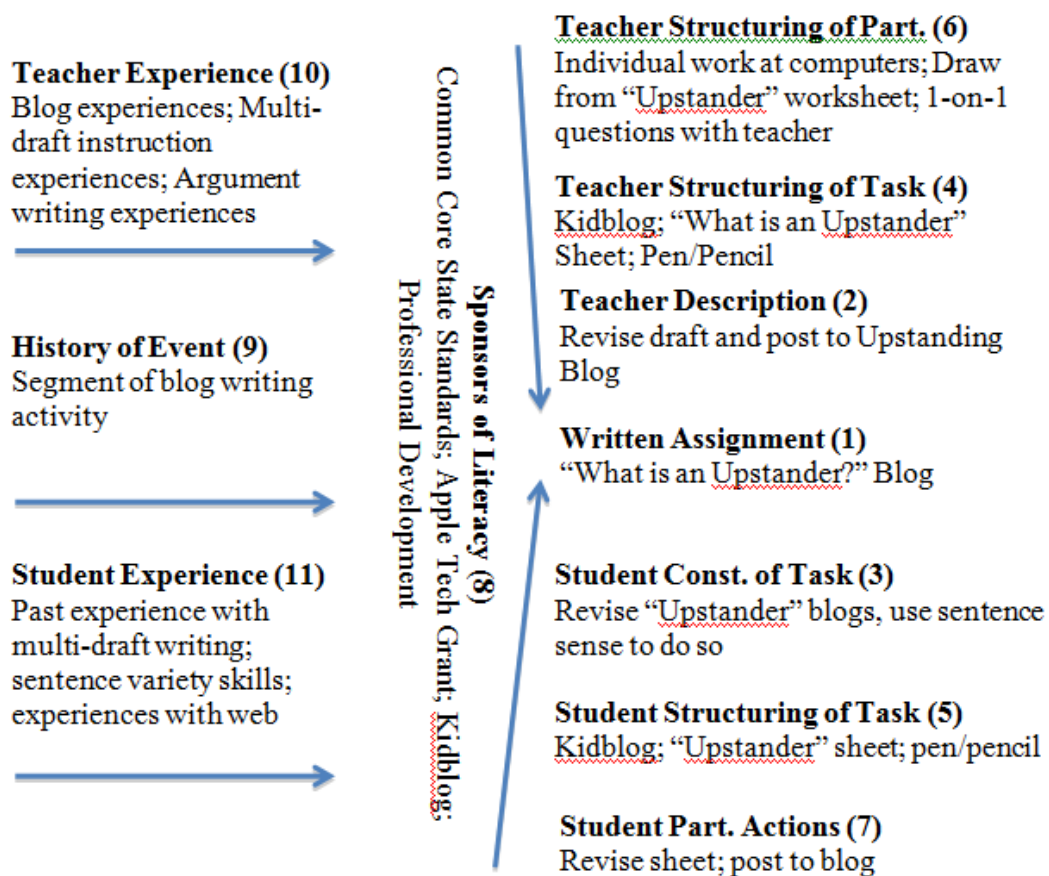 Teacher Experience (10)
Blog experiences; Multi-
draft instruction
experiences; Argument
writing experiences
History of Event (9)
Segment of blog writing
activity
Student Experience (11)
Past experience with
multi-draft writing;
sentence variety skills;
experiences with web
Sponsors of Literacy (8)
Common Core State Standards; Apple Tech Grant; Kidblog;
Professional Development
Teacher Structuring of Part. (6)
Individual work at computers; Draw
from “Upstander” worksheet; 1-on-1
questions with teacher
Teacher Structuring of Task (4)
Kidblog; “What is an Upstander”
Sheet; Pen/Pencil
Teacher Description (2)
Revise draft and post to Upstanding
Blog
Written Assignment (1)
“What is an Upstander?” Blog
Student Const. of Task (3)
Revise “Upstander” blogs, use sentence
sense to do so
Student Structuring of Task (5)
Kidblog; “Upstander” sheet; pen/pencil
Student Part. Actions (7)
Revise sheet; post to blog